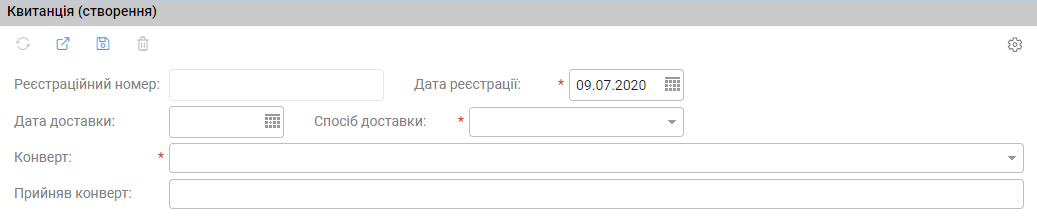 Квитанція (створення)
Реєстраційний номер: Дата реєстрації: * 09.07.2020
Дата доставки: Спосіб доставки: *
Конверт: *
Прийняв конверт: